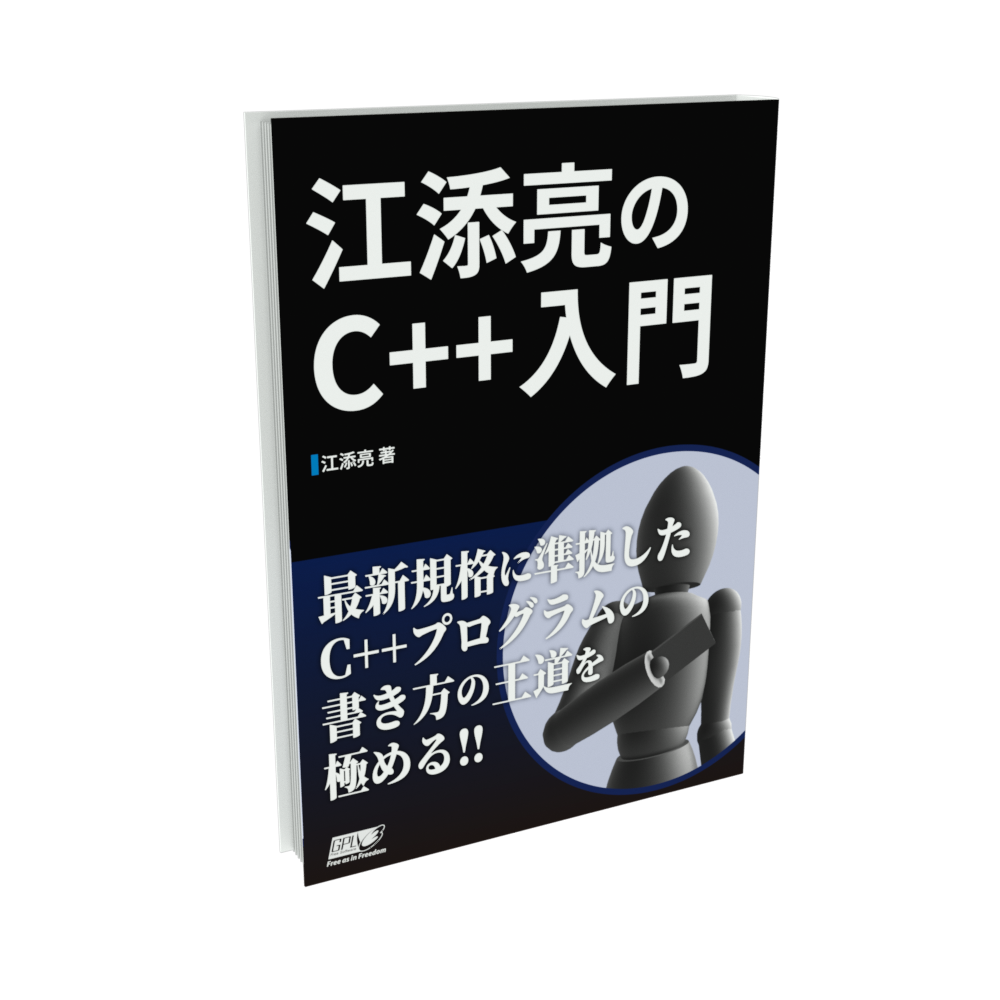 江添亮の
C++入門
江添亮 著
最新規格に準拠した
C++プログラムの
書き方の王道を
極める!!
GPLv3
Free as in Freedom